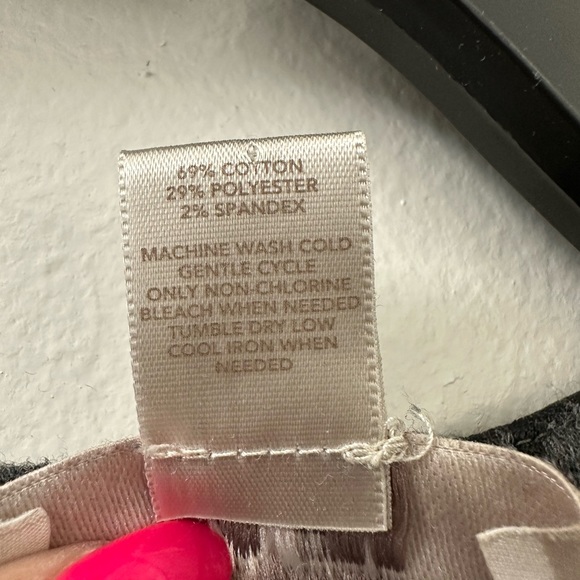 69% COTTON
29% POLYESTER
2% SPANDEX
MACHINE WASH COLD
GENTLE CYCLE
ONLY NON-CHLORINE
BLEACH WHEN NEEDED
TUMBLE DRY LOW
COOL IRON WHEN
NEEDED